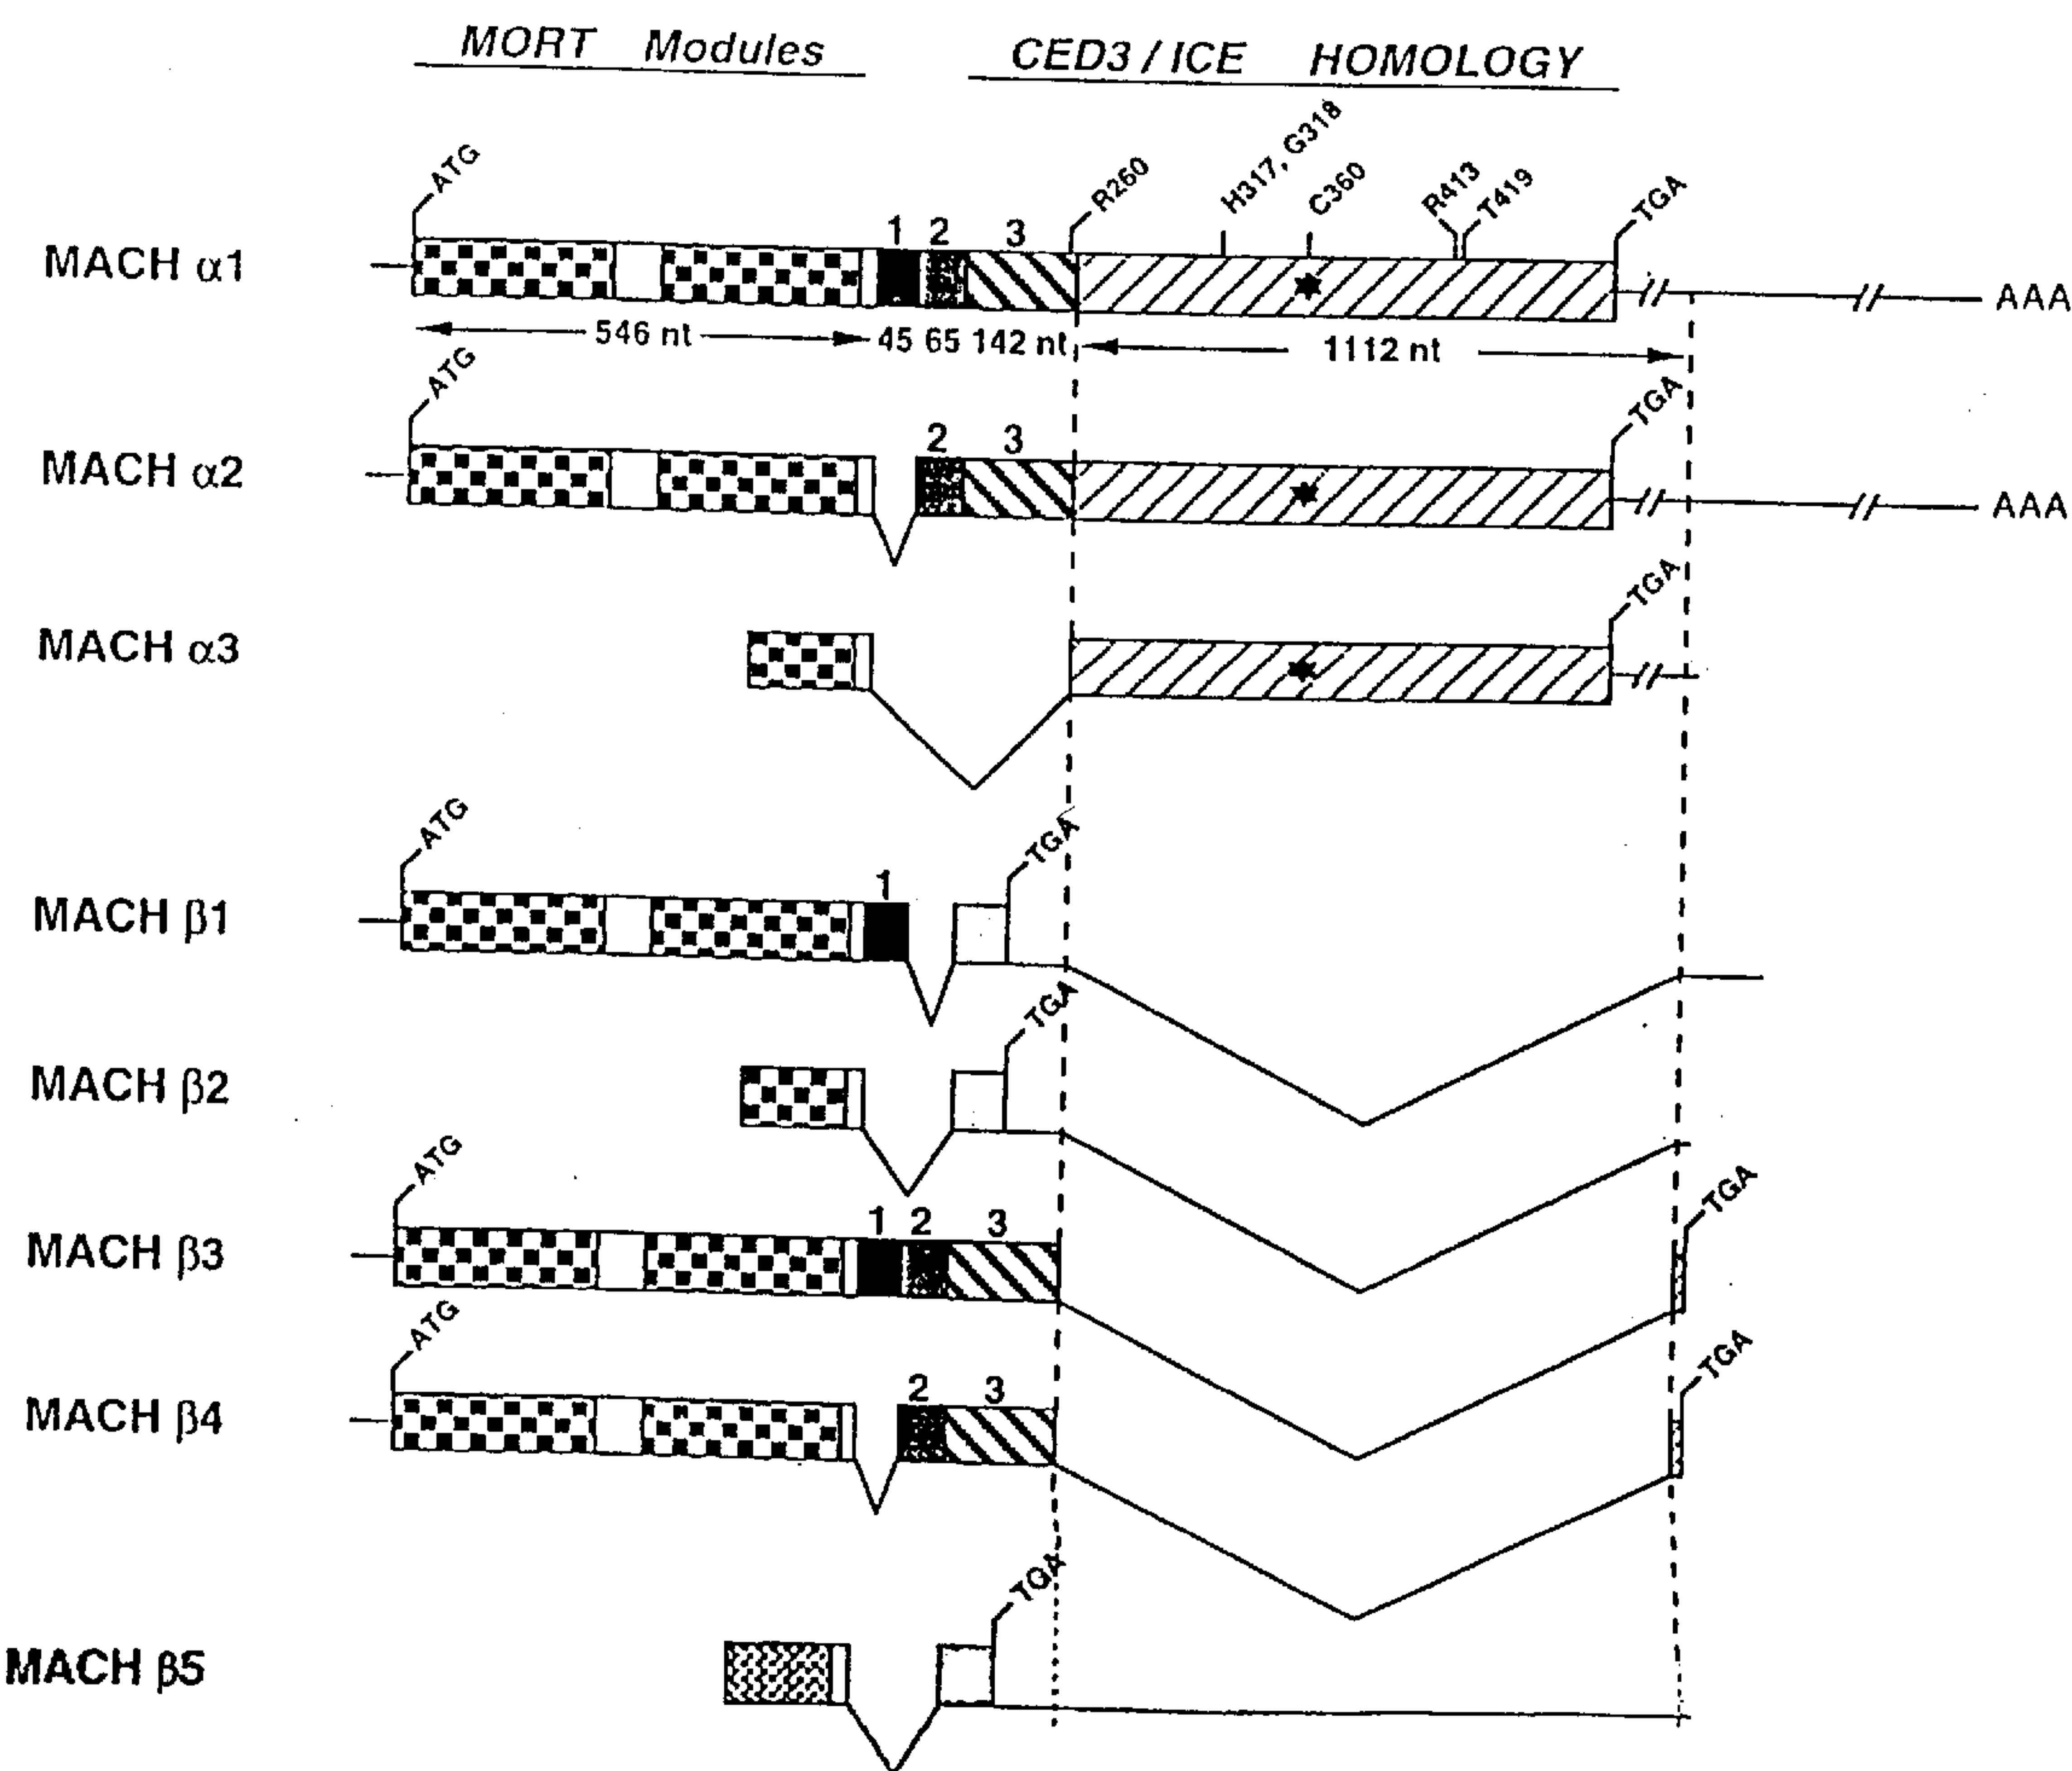 MORT Modules CED3 / ICE HOMOLOGY
ATG R260 H317, G318 C360 R413 T419 TGA
1 2 3
MACH α1 AAA
546 nt 45 65 142 nt 1112 nt
ATG TGA
2 3
MACH α2 AAA
TGA
MACH α3
ATG TGA
1
MACH β1
TGA
MACH β2
ATG TGA
1 2 3
MACH β3
ATG TGA
2 3
MACH β4
TGA
MACH β5